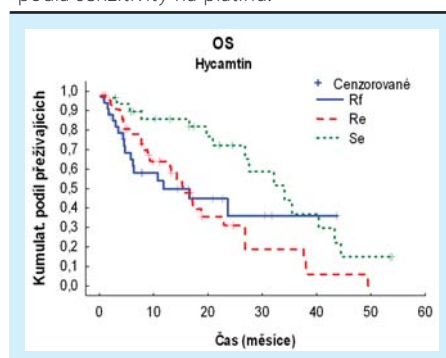 podľa senzitivity na platinu.
OS
Hycamtin
Cenzorované
Rf
Re
Se
Kumulat. podíl přežívajících
1,0
0,9
0,8
0,7
0,6
0,5
0,4
0,3
0,2
0,1
0,0
0 10 20 30 40 50 60
Čas (měsíce)